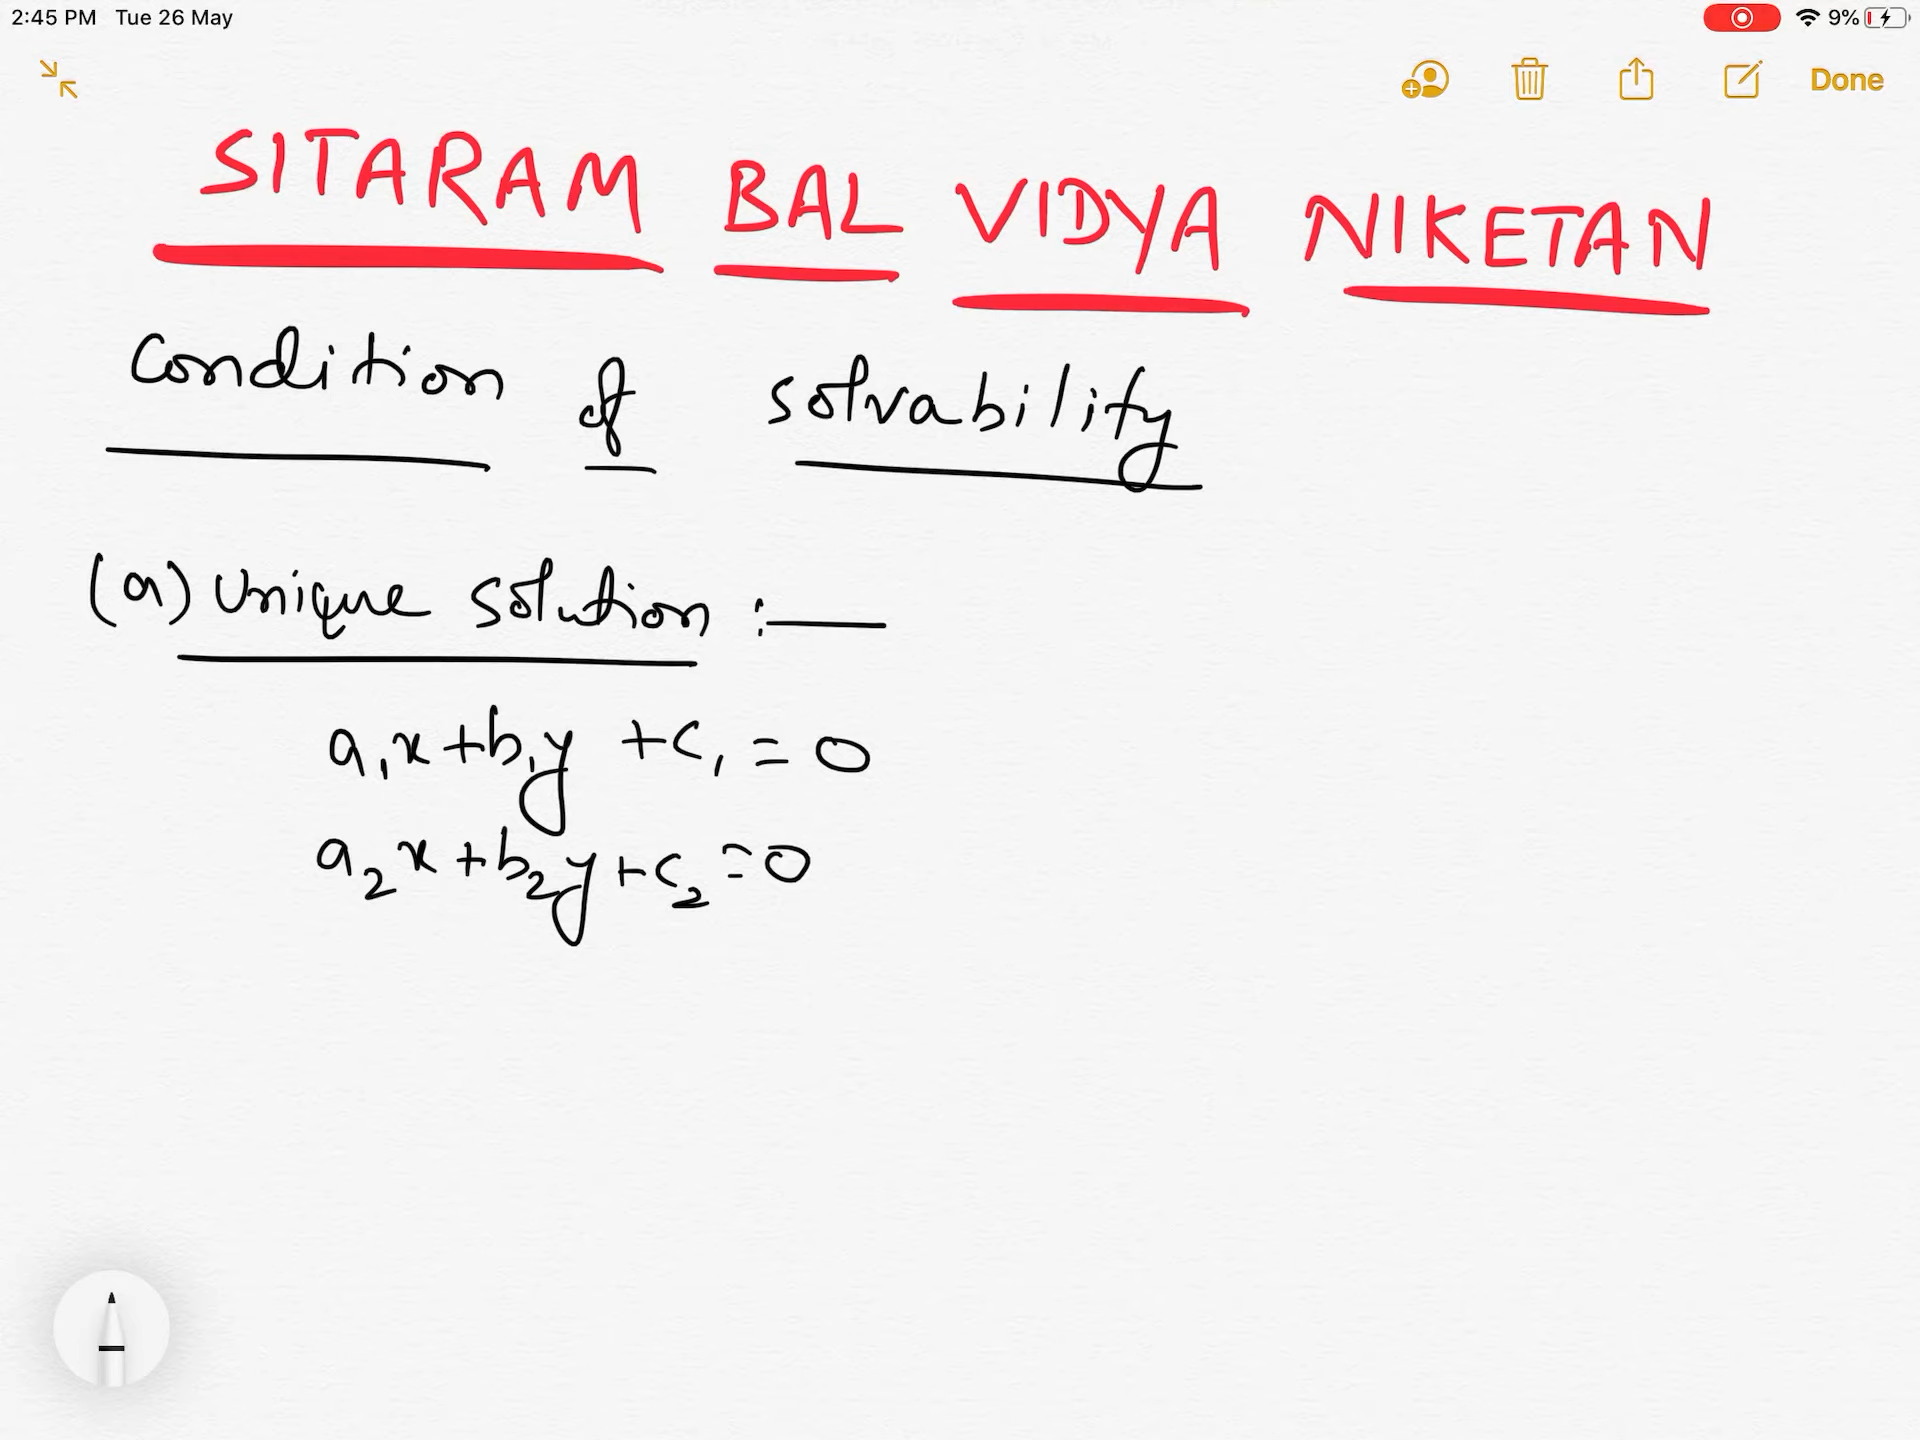 2:45 PM Tue 26 May 9%
Done
SITARAM BAL VIDYA NIKETAN
Condition of solvability
(a) Unique solution :—
a₁x + b₁y + c₁ = 0
a₂x + b₂y + c₂ = 0